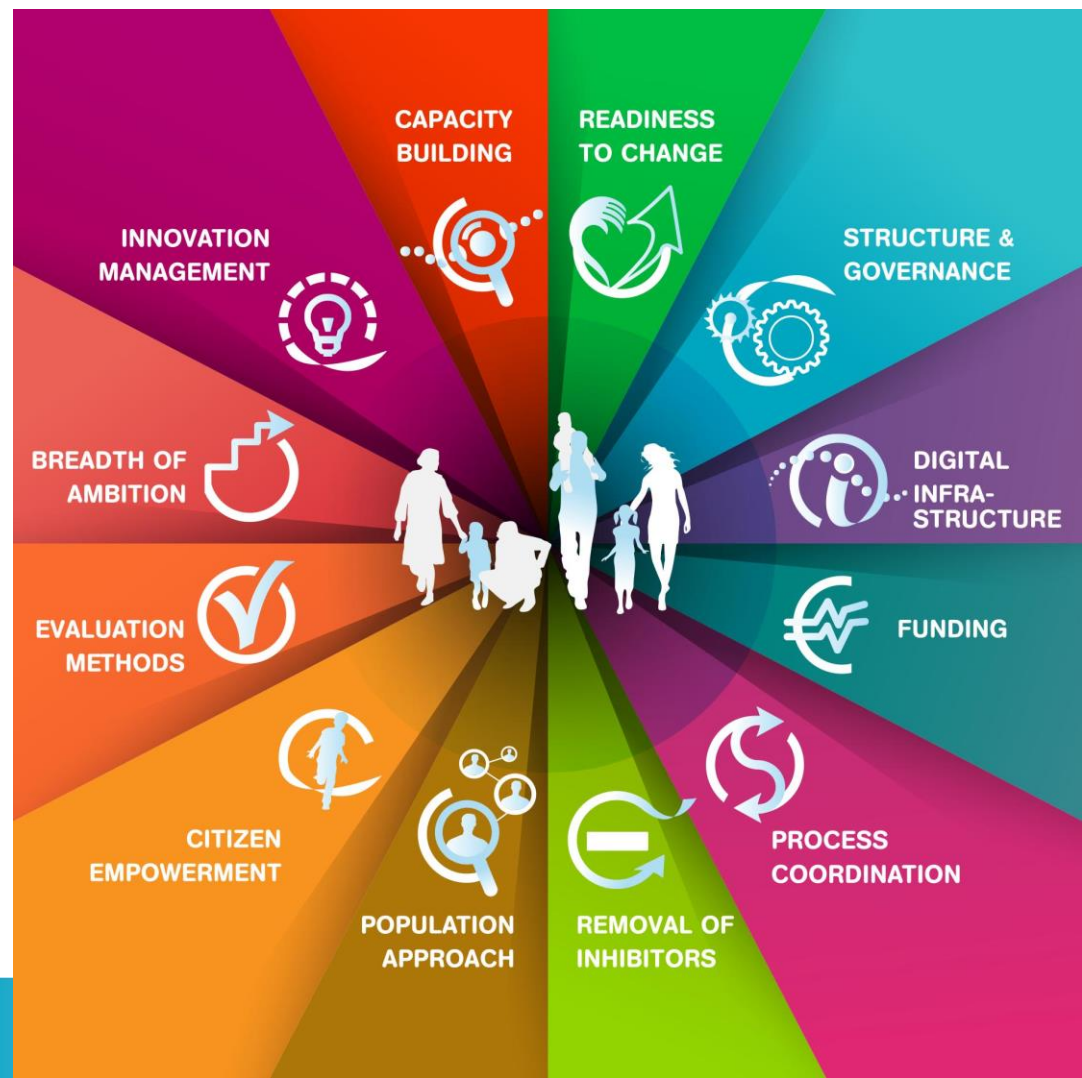 CAPACITY
BUILDING
READINESS
TO CHANGE
STRUCTURE &
GOVERNANCE
DIGITAL
INFRA-
STRUCTURE
FUNDING
PROCESS
COORDINATION
REMOVAL OF
INHIBITORS
POPULATION
APPROACH
CITIZEN
EMPOWERMENT
EVALUATION
METHODS
BREADTH OF
AMBITION
INNOVATION
MANAGEMENT